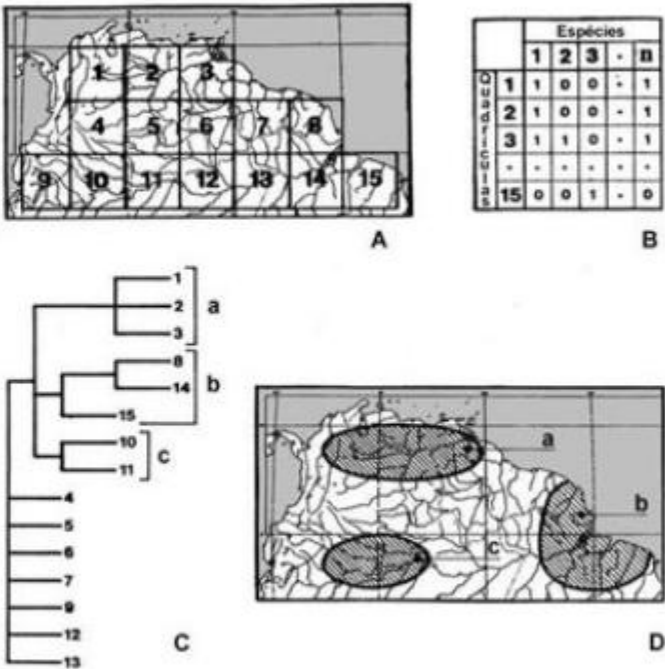 1 2 3
4 5 6 7 8
9 10 11 12 13 14 15
A
Espécies
1 2 3 - n
Quadrículas
1 1 0 0 - 1
2 1 0 0 - 1
3 1 1 0 - 1
- - - - - -
15 0 0 1 - 0
B
1
2
3
a
8
14
15
b
10
11
c
4
5
6
7
9
12
13
C
a
b
c
D